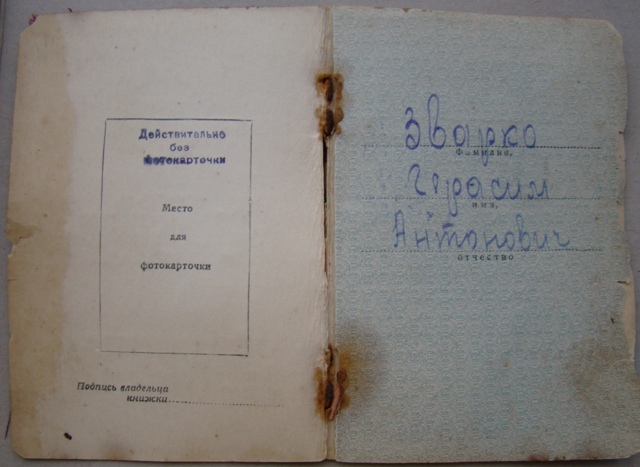 Действительно
без
фотокарточки
Место
для
фотокарточки
Подпись владельца
книжки
Зварко
Фамилия,
Герасим
имя,
Антонович
отчество